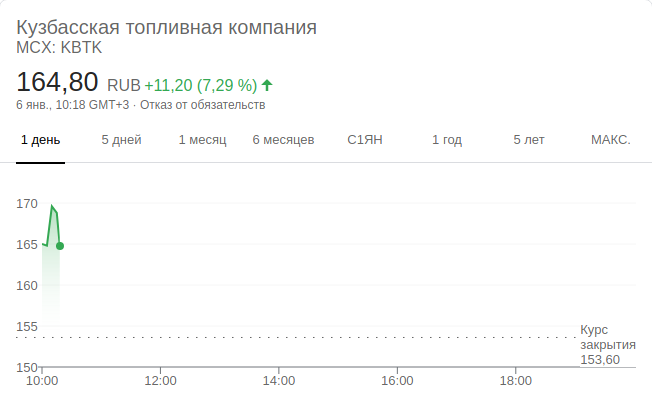 Кузбасская топливная компания
MCX: KBTK
164,80 RUB +11,20 (7,29 %)
6 янв., 10:18 GMT+3 · Отказ от обязательств
1 день 5 дней 1 месяц 6 месяцев С1ЯН 1 год 5 лет МАКС.
170
165
160
155
Курс
закрытия
153,60
150
10:00 12:00 14:00 16:00 18:00